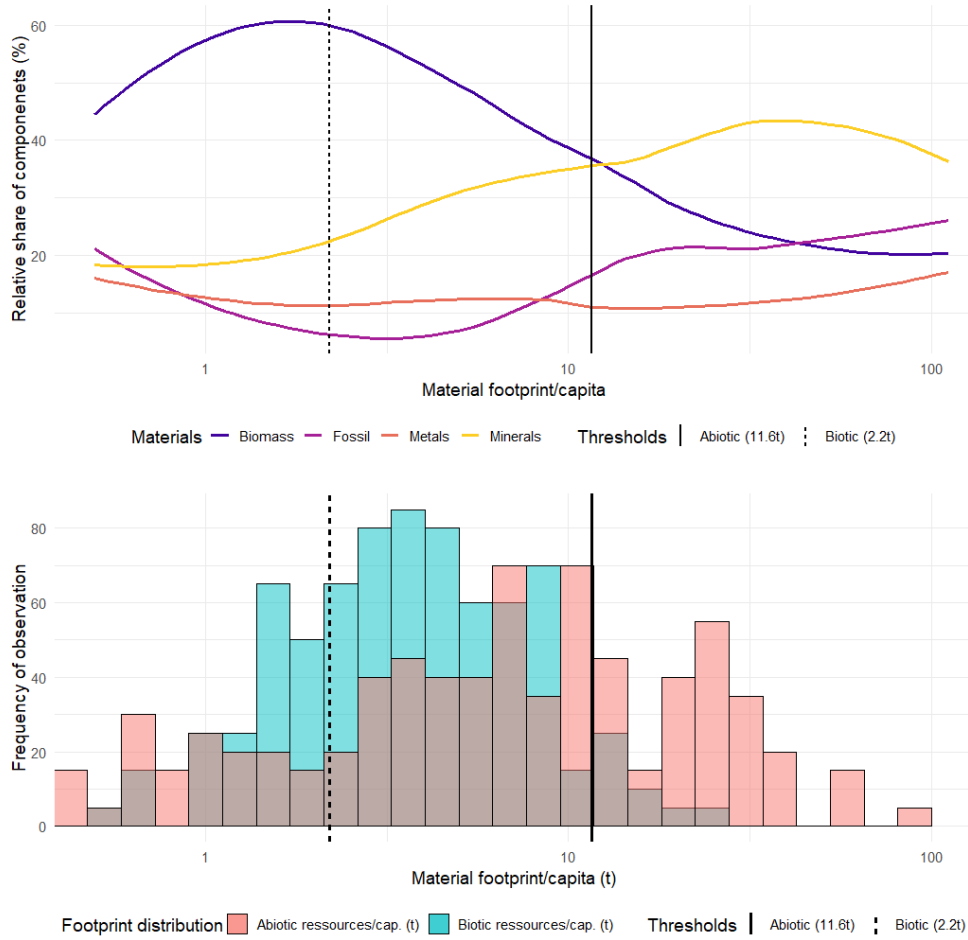 Relative share of componenets (%)
60
40
20
1 10 100
Material footprint/capita
Materials Biomass Fossil Metals Minerals Thresholds Abiotic (11.6t) Biotic (2.2t)
Frequency of observation
80
60
40
20
0
1 10 100
Material footprint/capita (t)
Footprint distribution Abiotic ressources/cap. (t) Biotic ressources/cap. (t) Thresholds Abiotic (11.6t) Biotic (2.2t)